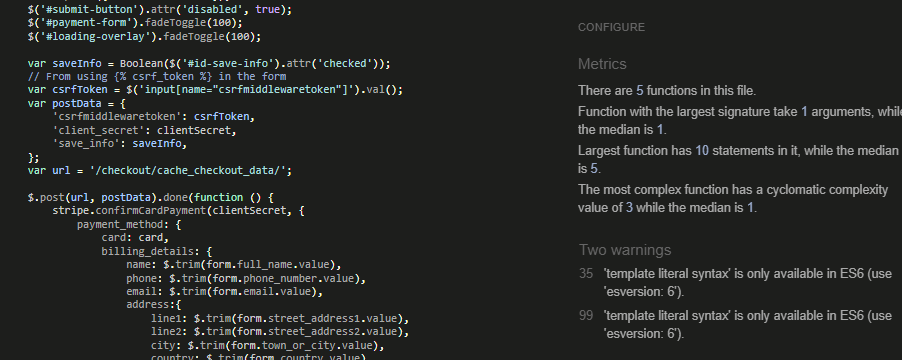 $('#submit-button').attr('disabled', true);
$('#payment-form').fadeToggle(100);
$('#loading-overlay').fadeToggle(100);
var saveInfo = Boolean($('#id-save-info').attr('checked'));
// From using {% csrf_token %} in the form
var csrfToken = $('input[name="csrfmiddlewaretoken"]').val();
var postData = {
'csrfmiddlewaretoken': csrfToken,
'client_secret': clientSecret,
'save_info': saveInfo,
};
var url = '/checkout/cache_checkout_data/';
$.post(url, postData).done(function () {
stripe.confirmCardPayment(clientSecret, {
payment_method: {
card: card,
billing_details: {
name: $.trim(form.full_name.value),
phone: $.trim(form.phone_number.value),
email: $.trim(form.email.value),
address:{
line1: $.trim(form.street_address1.value),
line2: $.trim(form.street_address2.value),
city: $.trim(form.town_or_city.value),
country: $.trim(form.country.value),
CONFIGURE
Metrics
There are 5 functions in this file.
Function with the largest signature take 1 arguments, while
the median is 1.
Largest function has 10 statements in it, while the median
is 5.
The most complex function has a cyclomatic complexity
value of 3 while the median is 1.
Two warnings
35 'template literal syntax' is only available in ES6 (use
'esversion: 6').
99 'template literal syntax' is only available in ES6 (use
'esversion: 6').